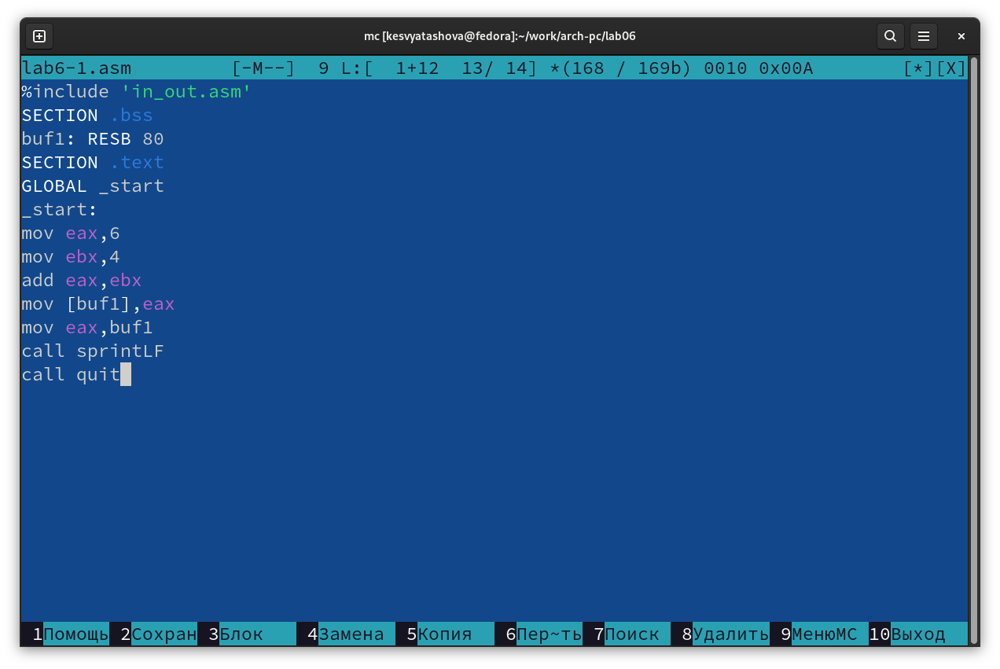 mc [kesvyatashova@fedora]:~/work/arch-pc/lab06
lab6-1.asm [-M--] 9 L:[ 1+12 13/ 14] *(168 / 169b) 0010 0x00A [*][X]
%include 'in_out.asm'
SECTION .bss
buf1: RESB 80
SECTION .text
GLOBAL _start
_start:
mov eax,6
mov ebx,4
add eax,ebx
mov [buf1],eax
mov eax,buf1
call sprintLF
call quit
1Помощь 2Сохран 3Блок 4Замена 5Копия 6Пер~ть 7Поиск 8Удалить 9МенюMC 10Выход